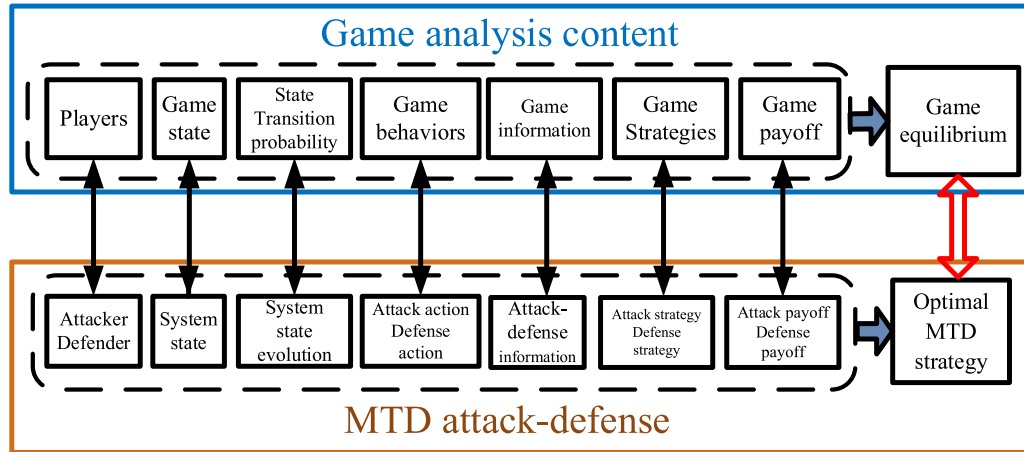 Game analysis content
Players
Game
state
State
Transition
probability
Game
behaviors
Game
information
Game
Strategies
Game
payoff
Game
equilibrium
Attacker
Defender
System
state
System
state
evolution
Attack action
Defense
action
Attack-
defense
information
Attack strategy
Defense
strategy
Attack payoff
Defense
payoff
Optimal
MTD
strategy
MTD attack-defense